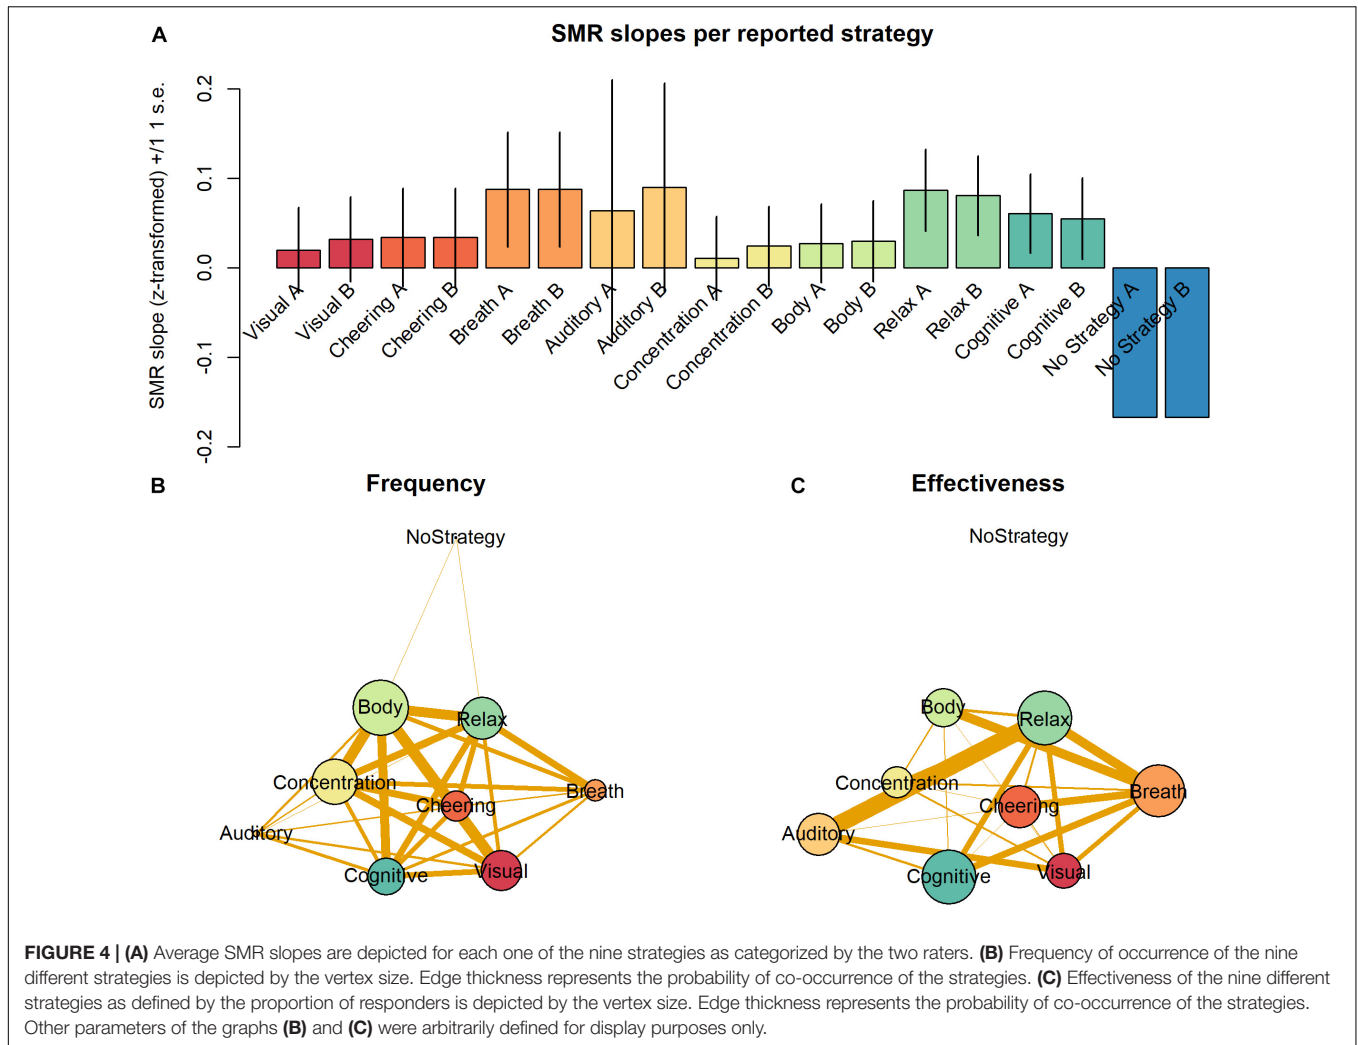 A
SMR slopes per reported strategy
SMR slope (z-transformed) +/1 1 s.e.
0.2
0.1
0.0
-0.1
-0.2
Visual A
Visual B
Cheering A
Cheering B
Breath A
Breath B
Auditory A
Auditory B
Concentration A
Concentration B
Body A
Body B
Relax A
Relax B
Cognitive A
Cognitive B
No Strategy A
No Strategy B
B
Frequency
NoStrategy
Body
Relax
Concentration
Cheering
Breath
Auditory
Cognitive
Visual
C
Effectiveness
NoStrategy
Body
Relax
Concentration
Cheering
Breath
Auditory
Cognitive
Visual
FIGURE 4 | (A) Average SMR slopes are depicted for each one of the nine strategies as categorized by the two raters. (B) Frequency of occurrence of the nine
different strategies is depicted by the vertex size. Edge thickness represents the probability of co-occurrence of the strategies. (C) Effectiveness of the nine different
strategies as defined by the proportion of responders is depicted by the vertex size. Edge thickness represents the probability of co-occurrence of the strategies.
Other parameters of the graphs (B) and (C) were arbitrarily defined for display purposes only.